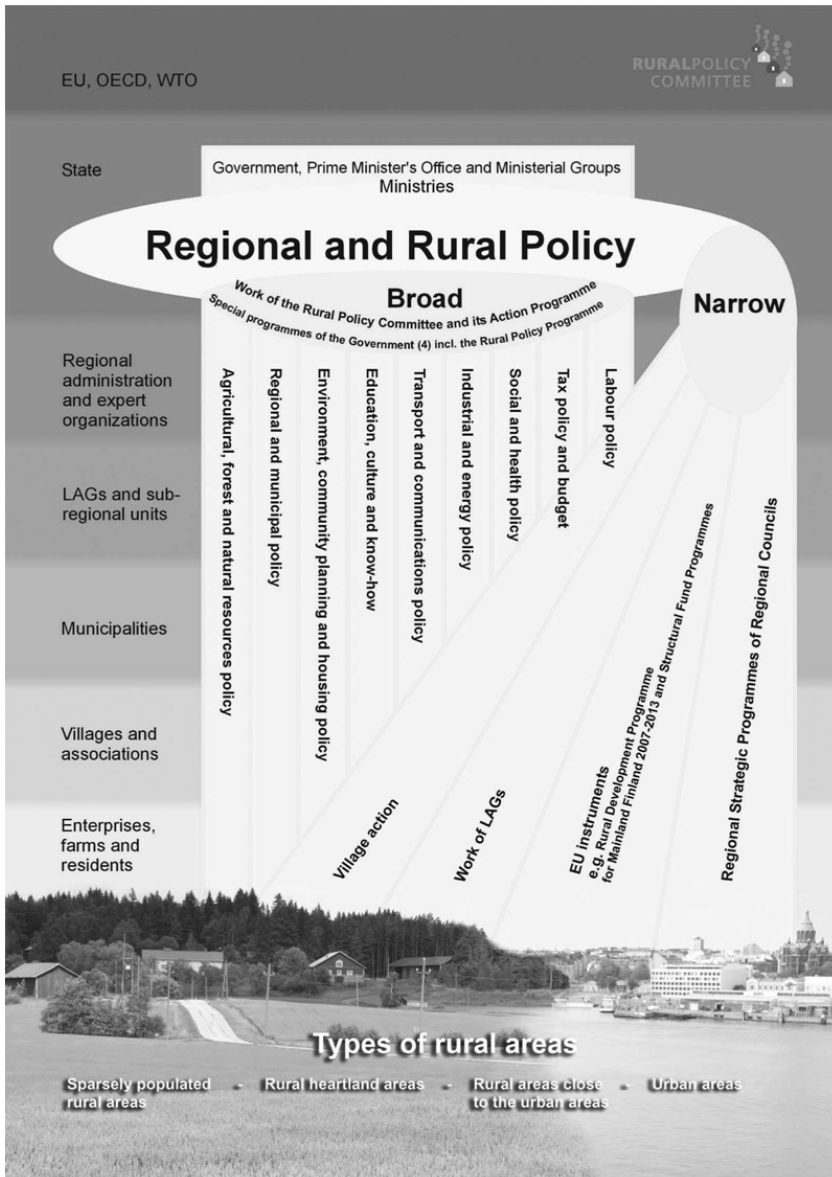 RURALPOLICY
COMMITTEE
EU, OECD, WTO
State
Government, Prime Minister's Office and Ministerial Groups
Ministries
Regional and Rural Policy
Broad
Work of the Rural Policy Committee and its Action Programme
Special programmes of the Government (4) incl. the Rural Policy Programme
Narrow
Regional
administration
and expert
organizations
LAGs and sub-
regional units
Municipalities
Villages and
associations
Enterprises,
farms and
residents
Agricultural, forest and natural resources policy
Regional and municipal policy
Environment, community planning and housing policy
Education, culture and know-how
Transport and communications policy
Industrial and energy policy
Social and health policy
Tax policy and budget
Labour policy
Village action
Work of LAGs
EU instruments
e.g. Rural Development Programme
for Mainland Finland 2007-2013 and Structural Fund Programmes
Regional Strategic Programmes of Regional Councils
Types of rural areas
Sparsely populated
rural areas
- Rural heartland areas
- Rural areas close
to the urban areas
- Urban areas